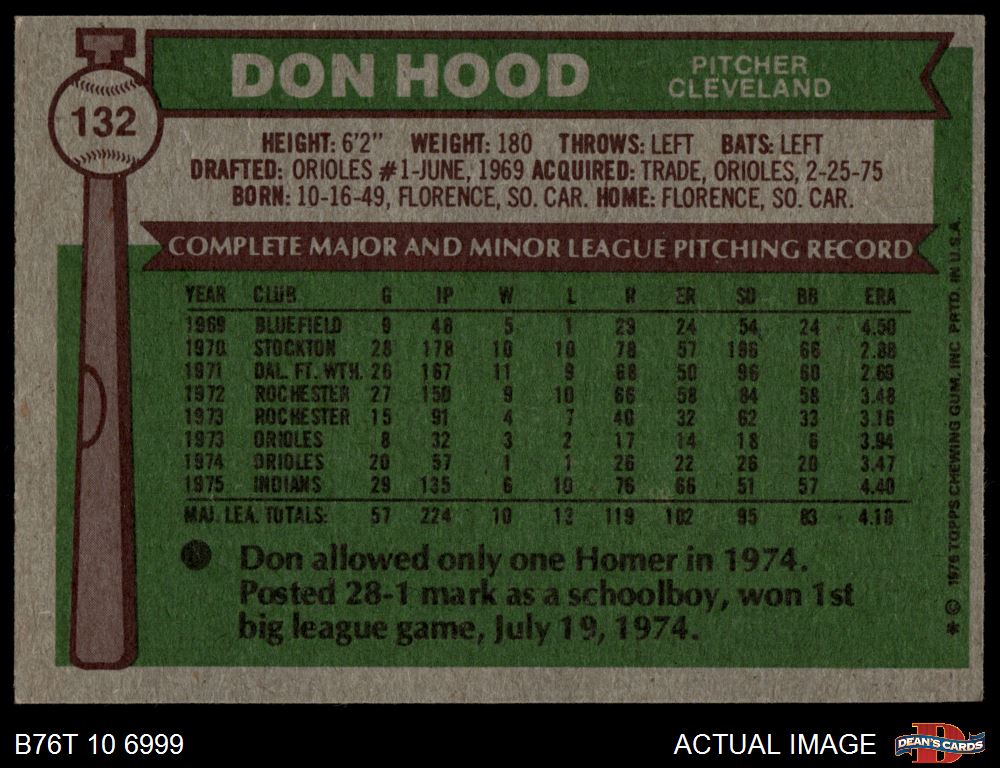 DON HOOD
PITCHER
CLEVELAND
132
HEIGHT: 6'2" WEIGHT: 180 THROWS: LEFT BATS: LEFT
DRAFTED: ORIOLES #1-JUNE, 1969 ACQUIRED: TRADE, ORIOLES, 2-25-75
BORN: 10-16-49, FLORENCE, SO. CAR. HOME: FLORENCE, SO. CAR.
COMPLETE MAJOR AND MINOR LEAGUE PITCHING RECORD
YEAR CLUB G IP W L R ER SO BB ERA
1969 BLUEFIELD 9 48 5 1 29 24 54 24 4.50
1970 STOCKTON 28 178 10 10 78 57 196 66 2.88
1971 DAL. FT. WTH. 26 167 11 9 68 50 96 60 2.69
1972 ROCHESTER 27 150 9 10 66 58 84 58 3.48
1973 ROCHESTER 15 91 4 7 40 32 62 33 3.16
1973 ORIOLES 8 32 3 2 17 14 18 6 3.94
1974 ORIOLES 20 57 1 1 26 22 26 20 3.47
1975 INDIANS 29 135 6 10 76 66 51 57 4.40
MAJ. LEA. TOTALS: 57 224 10 13 119 102 95 83 4.10
Don allowed only one Homer in 1974.
Posted 28-1 mark as a schoolboy, won 1st
big league game, July 19, 1974.
* © 1976 TOPPS CHEWING GUM, INC PRTD. IN U.S.A.
B76T 10 6999
ACTUAL IMAGE
D
DEAN'S CARDS